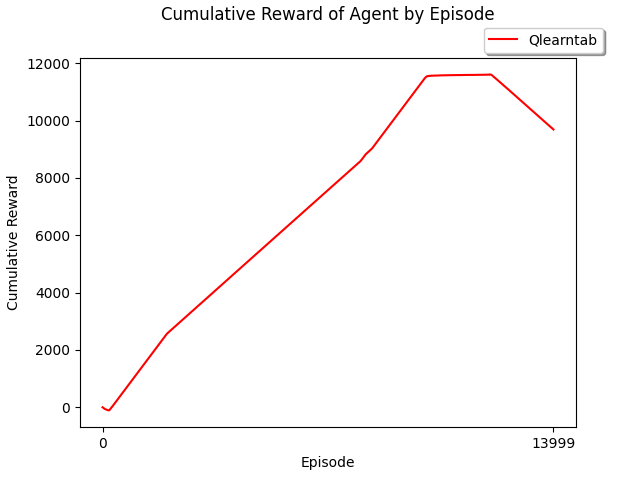 Cumulative Reward of Agent by Episode
Qlearntab
12000
10000
8000
6000
4000
2000
0
Cumulative Reward
0 13999
Episode